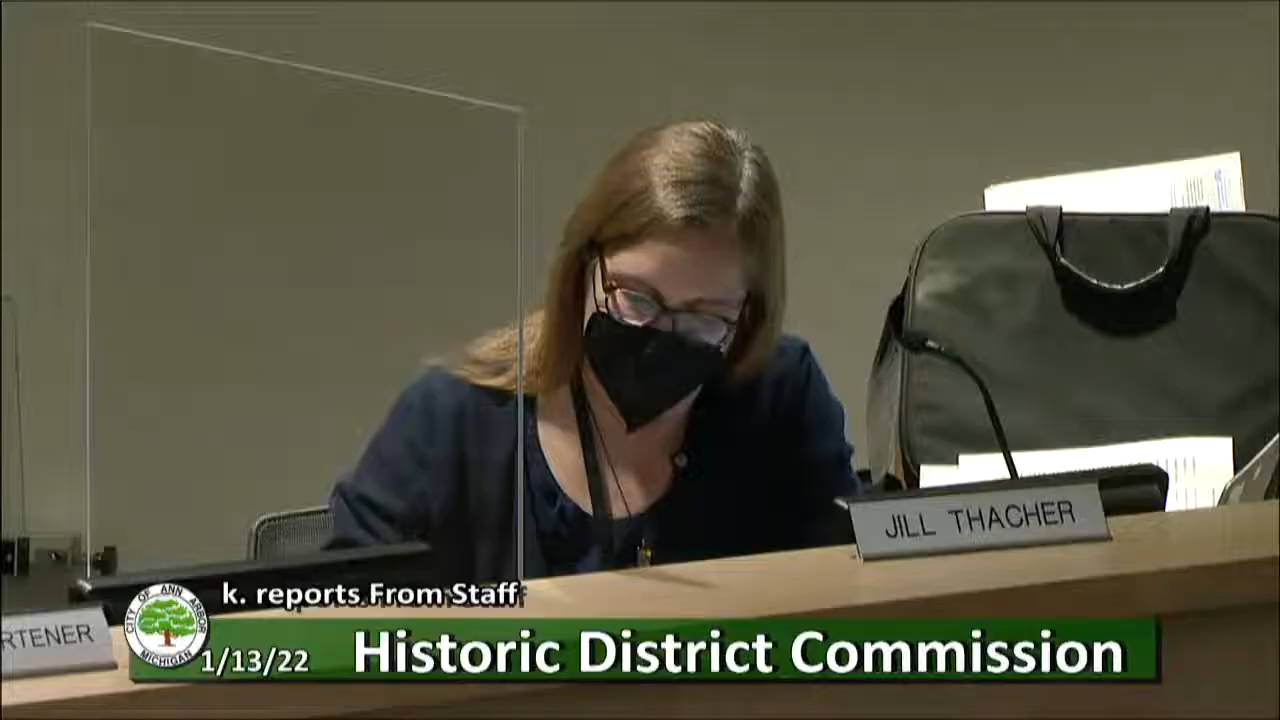 JILL THACHER
k. reports From Staff
RTENER
CITY OF ANN ARBOR
MICHIGAN
1/13/22
Historic District Commission